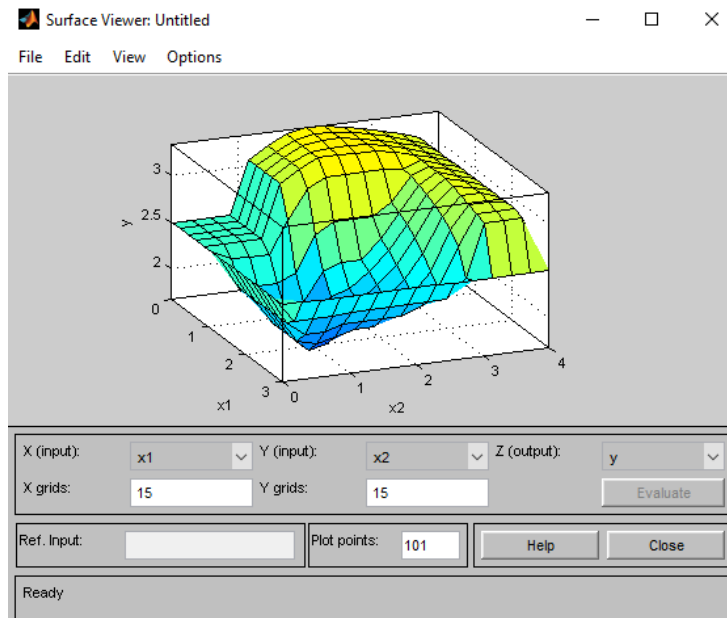 Surface Viewer: Untitled
File Edit View Options
3
2.5
2
y
0
1
2
3
x1
0
1
2
3
4
x2
X (input): x1 Y (input): x2 Z (output): y
X grids: 15 Y grids: 15 Evaluate
Ref. Input: Plot points: 101 Help Close
Ready